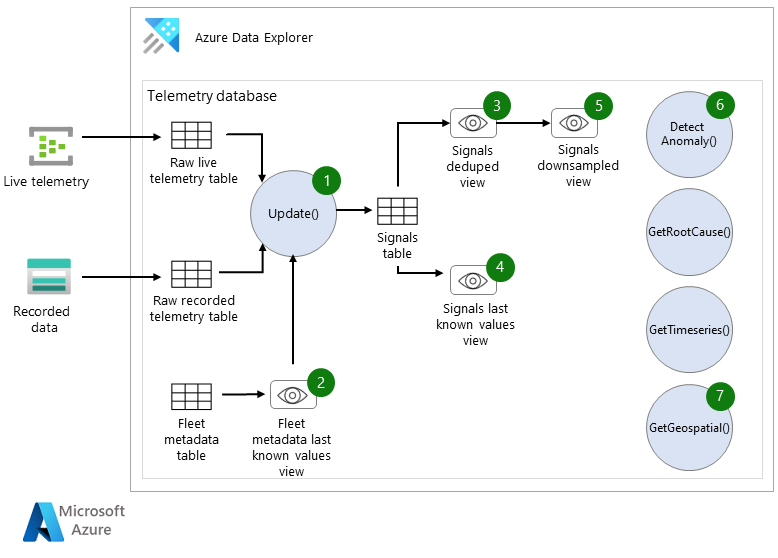 Azure Data Explorer
Telemetry database
Live telemetry
Raw live
telemetry table
1
Update()
Recorded
data
Raw recorded
telemetry table
Fleet
metadata
table
2
Fleet
metadata last
known values
view
Signals
table
3
Signals
deduped
view
5
Signals
downsampled
view
4
Signals last
known values
view
6
Detect
Anomaly()
GetRootCause()
GetTimeseries()
7
GetGeospatial()
Microsoft
Azure